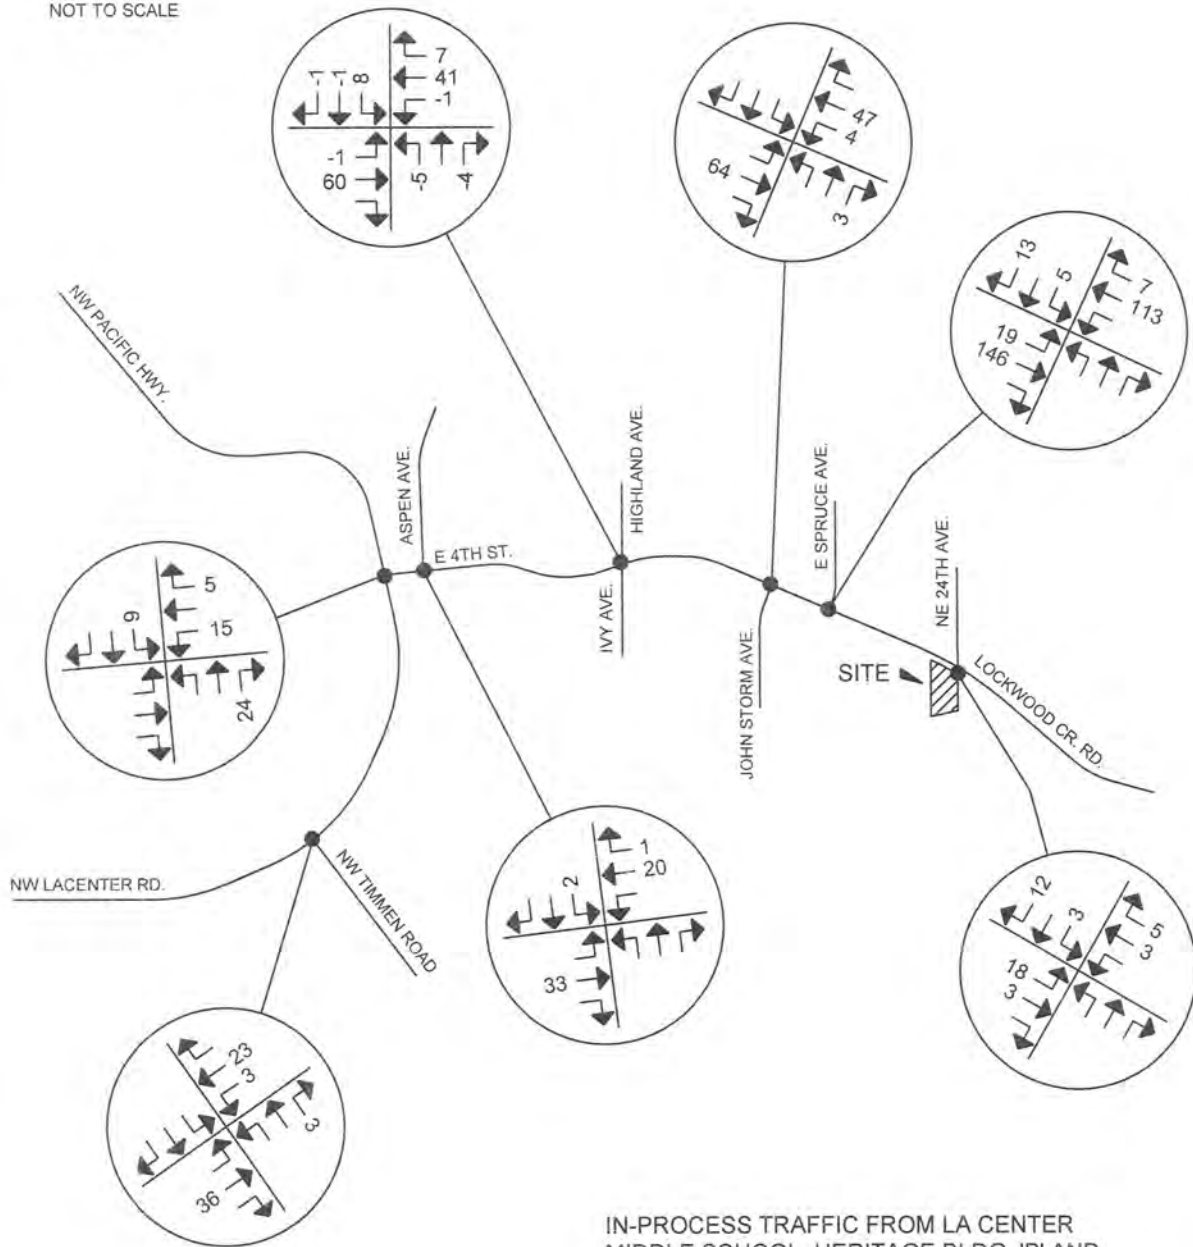 NOT TO SCALE
-1
-1
8
7
41
-1
-1
60
-5
-4
47
4
64
3
13
5
7
113
19
146
NW PACIFIC HWY.
ASPEN AVE.
E 4TH ST.
HIGHLAND AVE.
IVY AVE.
JOHN STORM AVE.
E SPRUCE AVE.
NE 24TH AVE.
SITE
LOCKWOOD CR. RD.
9
5
15
24
NW LACENTER RD.
NW TIMMEN ROAD
2
1
20
33
12
3
5
3
18
3
23
3
3
36
IN-PROCESS TRAFFIC FROM LA CENTER